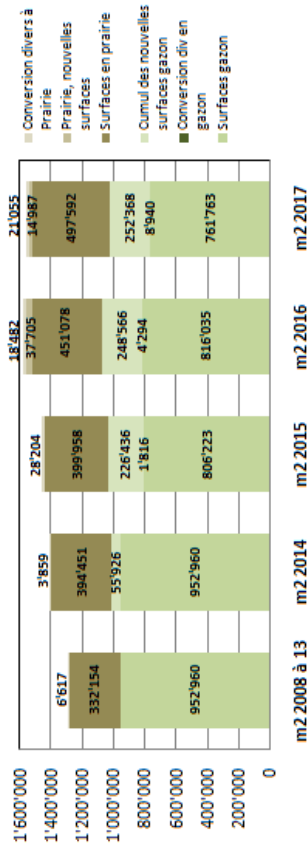 1'600'000
1'400'000
1'200'000
1'000'000
800'000
600'000
400'000
200'000
0
6'617
332'154
952'960
m2 2008 à 13
3'859
394'451
55'926
952'960
m2 2014
28'204
399'958
226'436
1'816
806'223
m2 2015
18'482
37'705
451'078
248'566
4'294
816'035
m2 2016
21'055
14'987
497'592
252'368
8'940
761'763
m2 2017
Conversion divers à
Prairie
Prairie, nouvelles
surfaces
Surfaces en prairie
Cumul des nouvelles
surfaces gazon
Conversion div en
gazon
Surfaces gazon